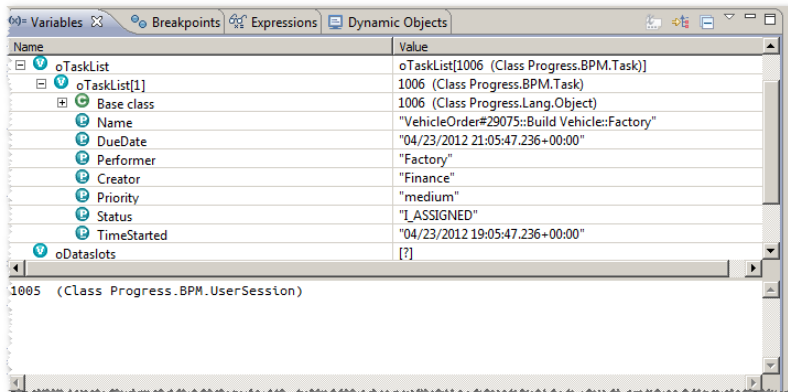 (x)= Variables Breakpoints Expressions Dynamic Objects
Name Value
oTaskList oTaskList[1006 (Class Progress.BPM.Task)]
oTaskList[1] 1006 (Class Progress.BPM.Task)
Base class 1006 (Class Progress.Lang.Object)
Name "VehicleOrder#29075::Build Vehicle::Factory"
DueDate "04/23/2012 21:05:47.236+00:00"
Performer "Factory"
Creator "Finance"
Priority "medium"
Status "I_ASSIGNED"
TimeStarted "04/23/2012 19:05:47.236+00:00"
oDataslots [?]
1005 (Class Progress.BPM.UserSession)